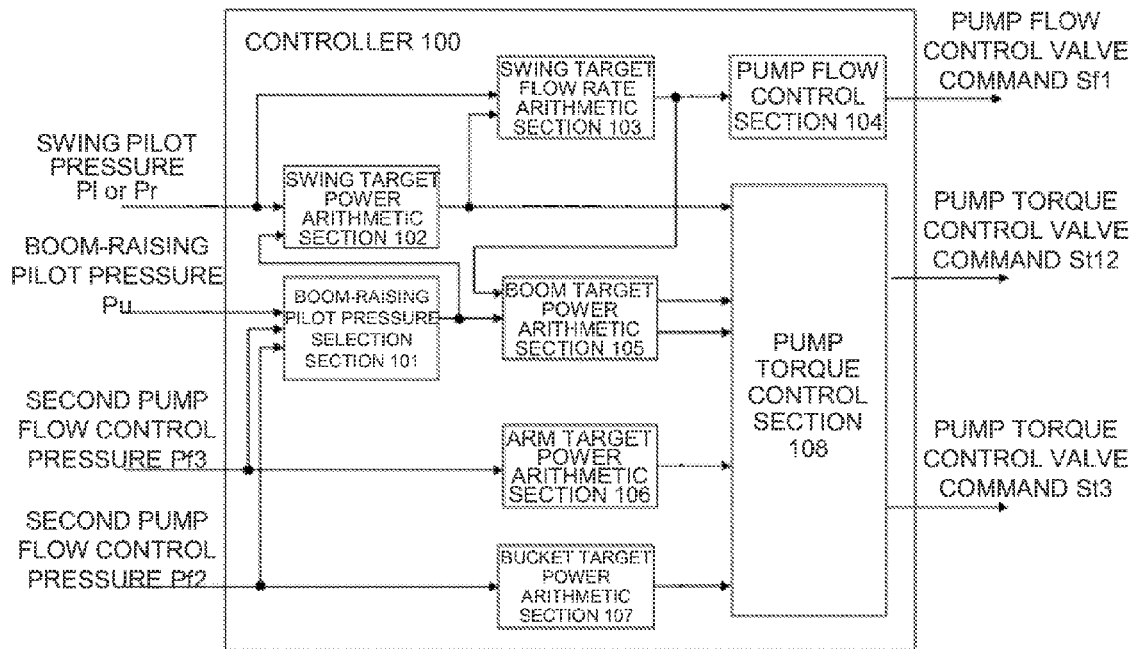 CONTROLLER 100
SWING PILOT
PRESSURE
Pl or Pr
BOOM-RAISING
PILOT PRESSURE
Pu
SECOND PUMP
FLOW CONTROL
PRESSURE Pf3
SECOND PUMP
FLOW CONTROL
PRESSURE Pf2
SWING TARGET
POWER
ARITHMETIC
SECTION 102
BOOM-RAISING
PILOT PRESSURE
SELECTION
SECTION 101
SWING TARGET
FLOW RATE
ARITHMETIC
SECTION 103
BOOM TARGET
POWER
ARITHMETIC
SECTION 105
ARM TARGET
POWER
ARITHMETIC
SECTION 106
BUCKET TARGET
POWER
ARITHMETIC
SECTION 107
PUMP FLOW
CONTROL
SECTION 104
PUMP
TORQUE
CONTROL
SECTION
108
PUMP FLOW
CONTROL VALVE
COMMAND Sf1
PUMP TORQUE
CONTROL VALVE
COMMAND St12
PUMP TORQUE
CONTROL VALVE
COMMAND St3